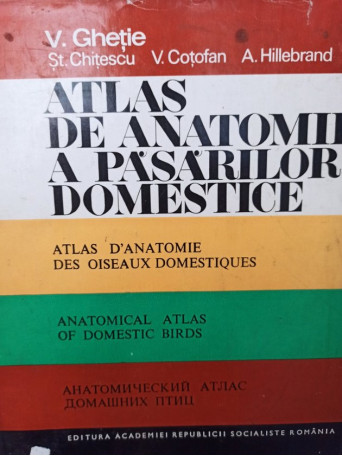 V. Gheție
Șt. Chițescu V. Coțofan A. Hillebrand
ATLAS
DE ANATOMIE
A PĂSĂRILOR
DOMESTICE
ATLAS D'ANATOMIE
DES OISEAUX DOMESTIQUES
ANATOMICAL ATLAS
OF DOMESTIC BIRDS
АНАТОМИЧЕСКИЙ АТЛАС
ДОМАШНИХ ПТИЦ
EDITURA ACADEMIEI REPUBLICII SOCIALISTE ROMÂNIA